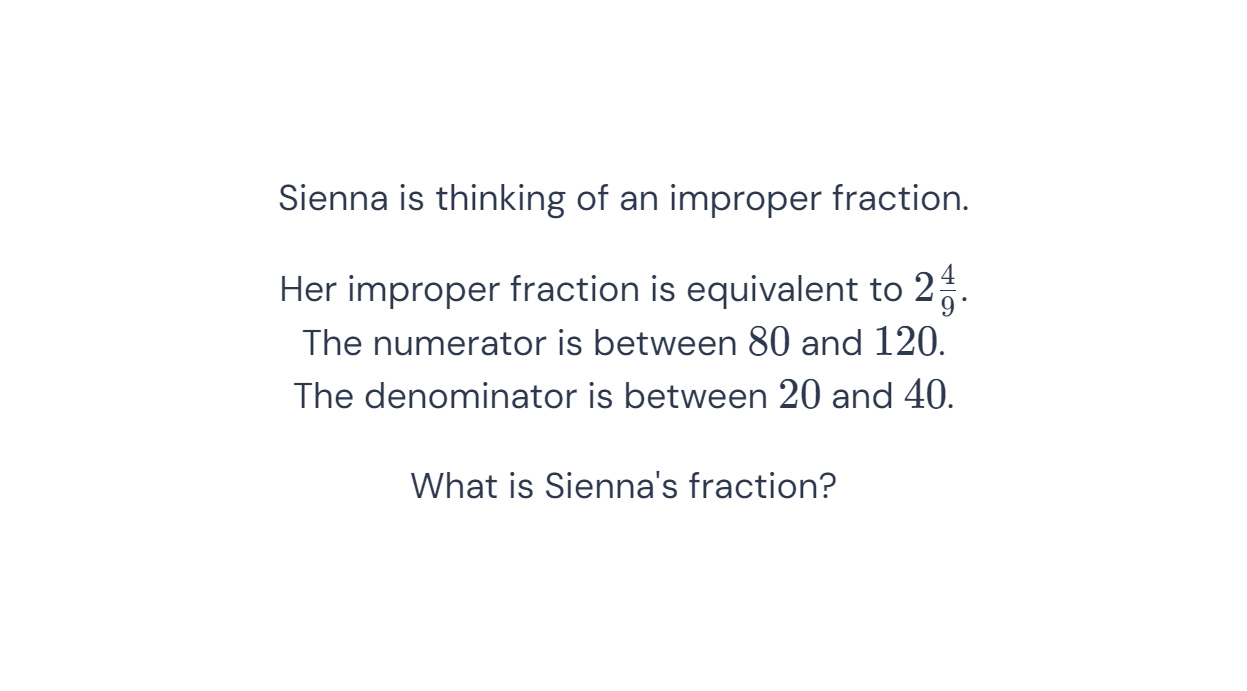 Sienna is thinking of an improper fraction.
Her improper fraction is equivalent to 2 4/9.
The numerator is between 80 and 120.
The denominator is between 20 and 40.
What is Sienna's fraction?